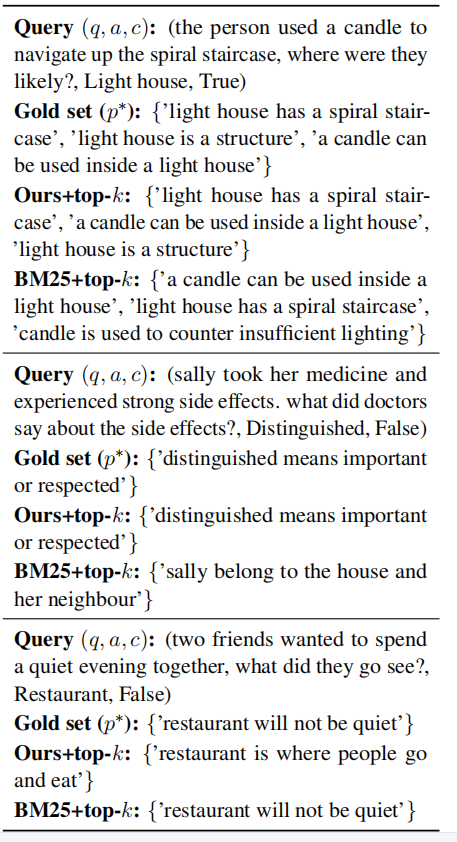 Query (q, a, c): (the person used a candle to
navigate up the spiral staircase, where were they
likely?, Light house, True)
Gold set (p*): {’light house has a spiral stair-
case’, ’light house is a structure’, ’a candle can
be used inside a light house’}
Ours+top-k: {’light house has a spiral stair-
case’, ’a candle can be used inside a light house’,
’light house is a structure’}
BM25+top-k: {’a candle can be used inside a
light house’, ’light house has a spiral staircase’,
’candle is used to counter insufficient lighting’}
Query (q, a, c): (sally took her medicine and
experienced strong side effects. what did doctors
say about the side effects?, Distinguished, False)
Gold set (p*): {’distinguished means important
or respected’}
Ours+top-k: {’distinguished means important
or respected’}
BM25+top-k: {’sally belong to the house and
her neighbour’}
Query (q, a, c): (two friends wanted to spend
a quiet evening together, what did they go see?,
Restaurant, False)
Gold set (p*): {’restaurant will not be quiet’}
Ours+top-k: {’restaurant is where people go
and eat’}
BM25+top-k: {’restaurant will not be quiet’}